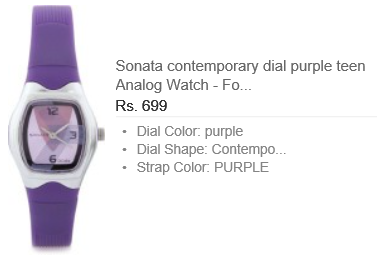 Sonata contemporary dial purple teen
Analog Watch - Fo...
Rs. 699
• Dial Color: purple
• Dial Shape: Contempo...
• Strap Color: PURPLE
12